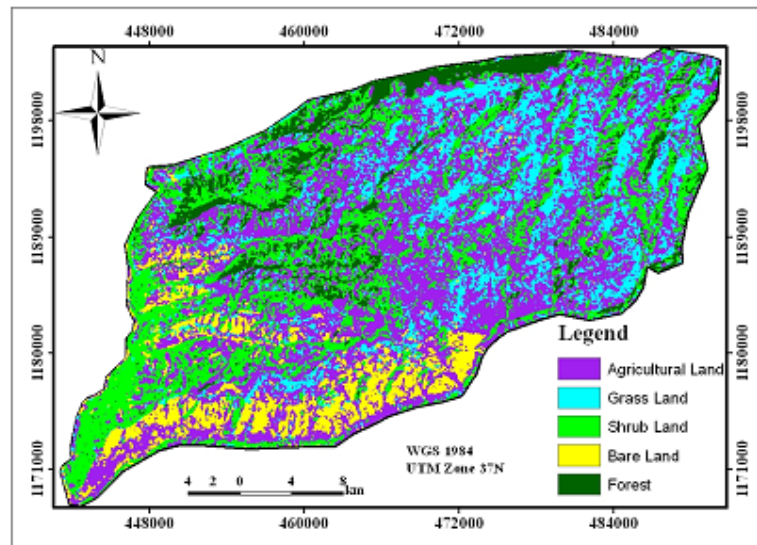 448000 460000 472000 484000
N
1198000 1198000
1189000 1189000
1180000 1180000
1171000 1171000
Legend
Agricultural Land
Grass Land
Shrub Land
Bare Land
Forest
WGS 1984
UTM Zone 37N
4 2 0 4 8
km
448000 460000 472000 484000